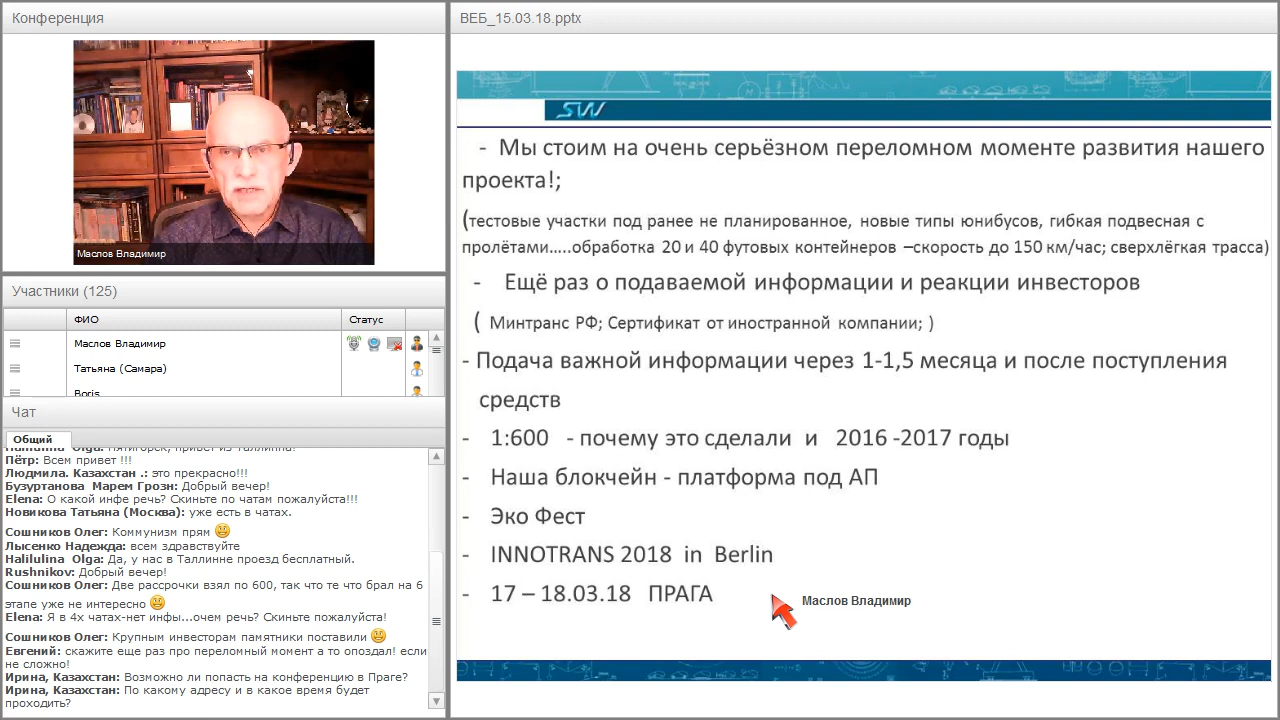 Конференция
Маслов Владимир
Участники (125)
ФИО
Статус
Маслов Владимир
Татьяна (Самара)
Boris
Чат
Общий
Olga: Пятигорск, привет из Таллинна!
Пётр: Всем привет !!!
Людмила. Казахстан .: это прекрасно!!!
Бузуртанова Марем Грозн: Добрый вечер!
Elena: О какой инфе речь? Скиньте по чатам пожалуйста!!!
Новикова Татьяна (Москва): уже есть в чатах.
Сошников Олег: Коммунизм прям
Лысенко Надежда: всем здравствуйте
Halilulina Olga: Да, у нас в Таллинне проезд бесплатный.
Rushnikov: Добрый вечер!
Сошников Олег: Две рассрочки взял по 600, так что те что брал на 6
этапе уже не интересно
Elena: Я в 4х чатах-нет инфы...очем речь? Скиньте пожалуйста!
Сошников Олег: Крупным инвесторам памятники поставили
Евгений: скажите еще раз про переломный момент а то опоздал! если
не сложно!
Ирина, Казахстан: Возможно ли попасть на конференцию в Праге?
Ирина, Казахстан: По какому адресу и в какое время будет
проходить?
ВЕБ_15.03.18.pptx
SW
- Мы стоим на очень серьёзном переломном моменте развития нашего
проекта!;
(тестовые участки под ранее не планированное, новые типы юнибусов, гибкая подвесная с
пролётами.....обработка 20 и 40 футовых контейнеров –скорость до 150 км/час; сверхлёгкая трасса)
- Ещё раз о подаваемой информации и реакции инвесторов
( Минтранс РФ; Сертификат от иностранной компании; )
- Подача важной информации через 1-1,5 месяца и после поступления
средств
- 1:600 - почему это сделали и 2016 -2017 годы
- Наша блокчейн - платформа под АП
- Эко Фест
- INNOTRANS 2018 in Berlin
- 17 – 18.03.18 ПРАГА
Маслов Владимир